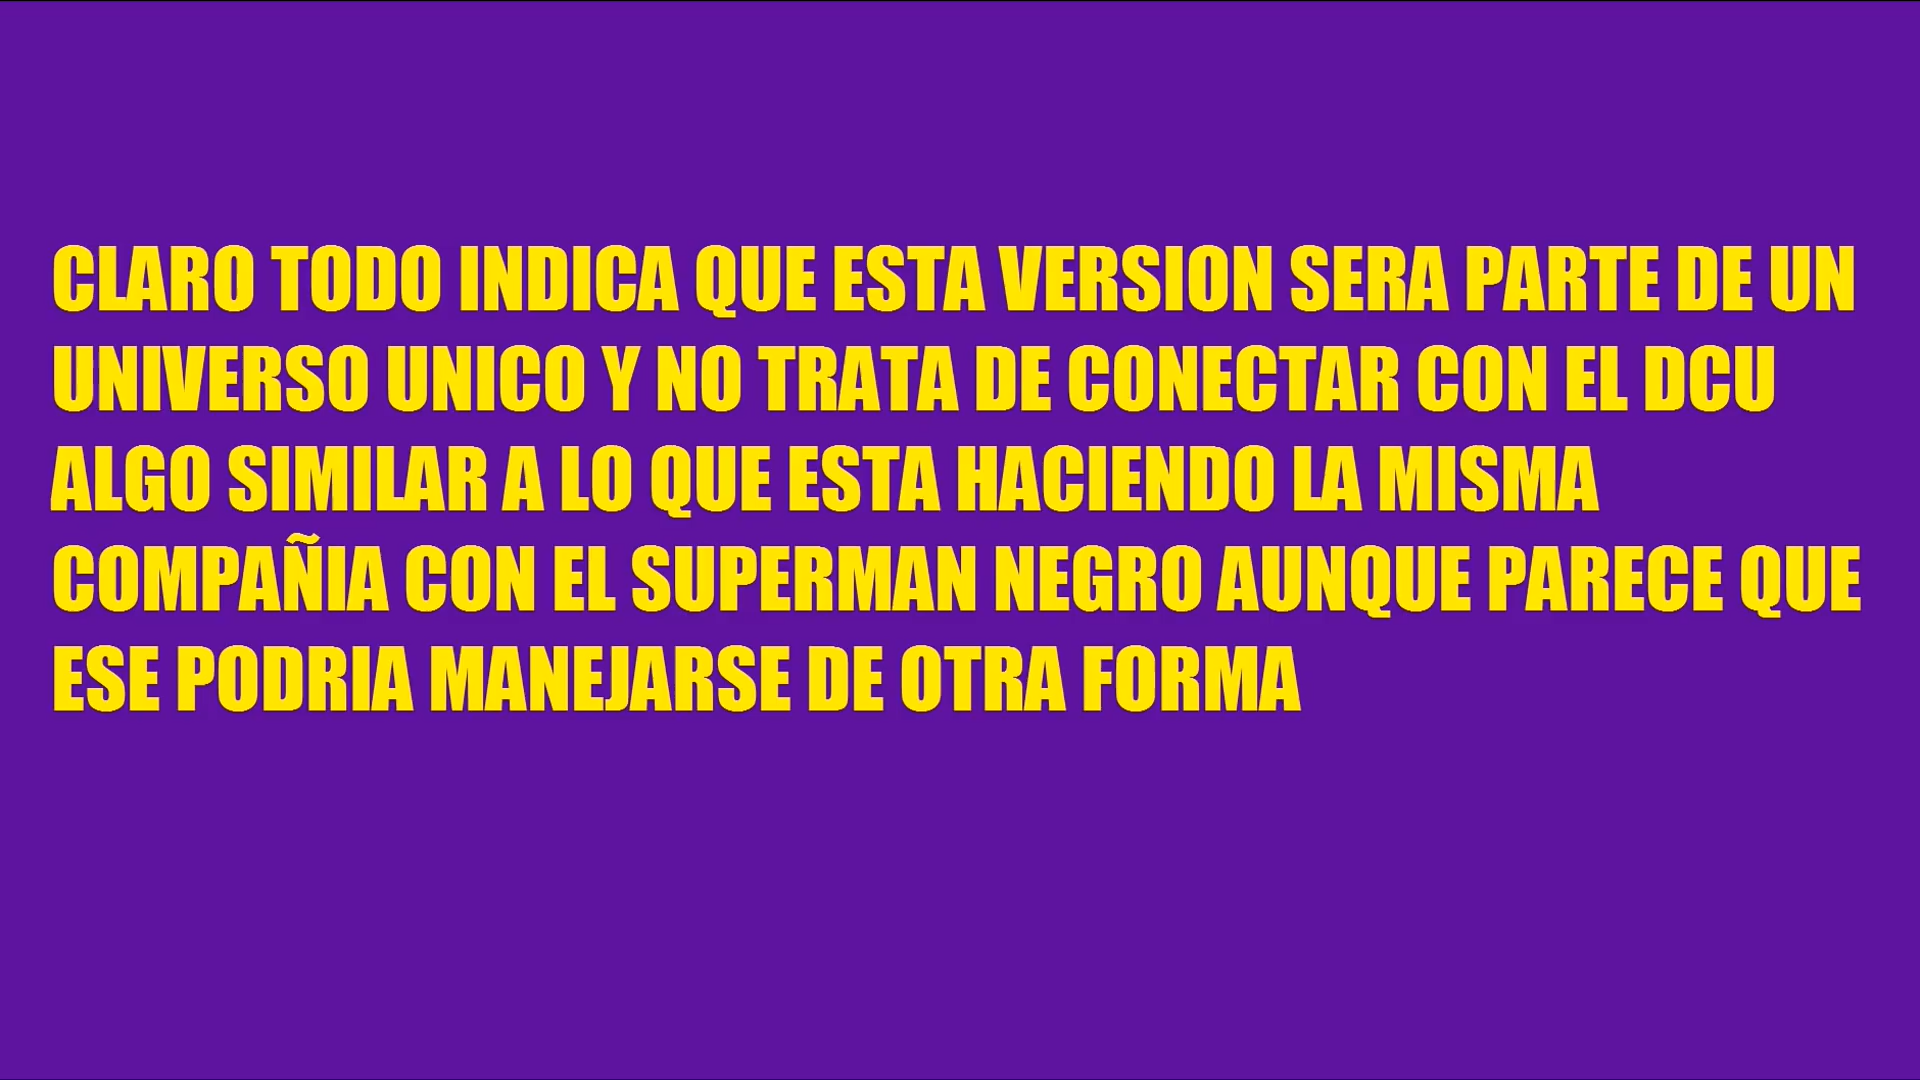 CLARO TODO INDICA QUE ESTA VERSION SERA PARTE DE UN
UNIVERSO UNICO Y NO TRATA DE CONECTAR CON EL DCU
ALGO SIMILAR A LO QUE ESTA HACIENDO LA MISMA
COMPAÑIA CON EL SUPERMAN NEGRO AUNQUE PARECE QUE
ESE PODRIA MANEJARSE DE OTRA FORMA